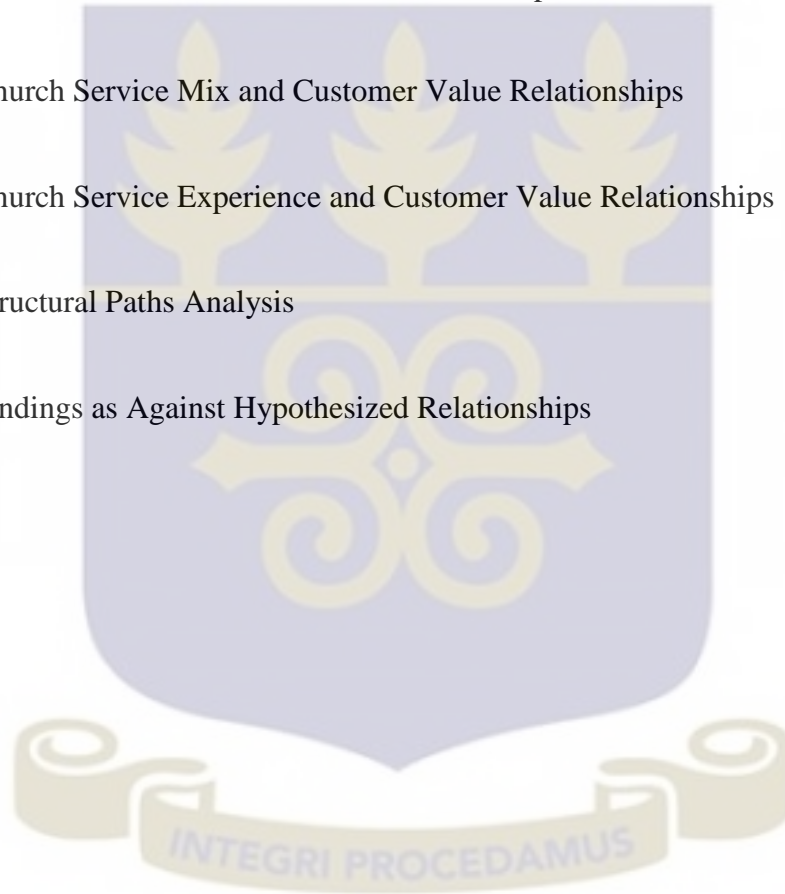 hurch Service Mix and Customer Value Relationships
hurch Service Experience and Customer Value Relationships
ructural Paths Analysis
ndings as Against Hypothesized Relationships
INTEGRI PROCEDAMUS